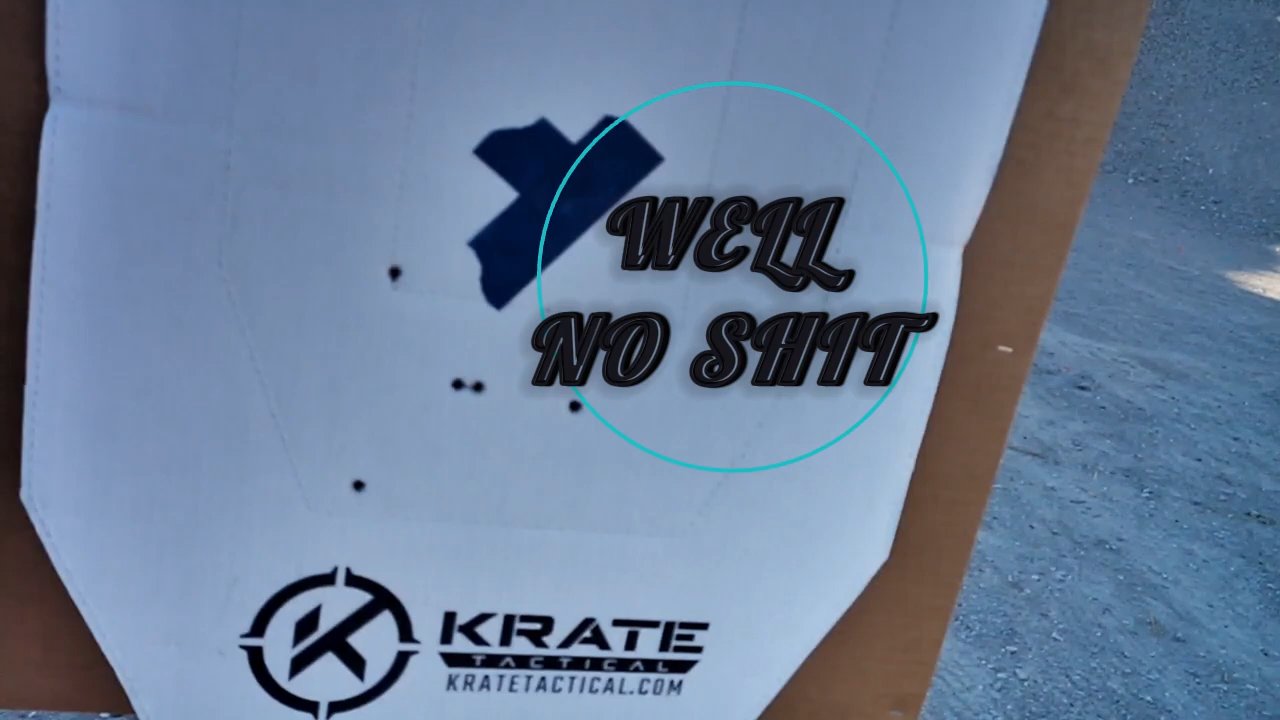 WELL
NO SHIT
KRATE
TACTICAL
KRATETACTICAL.COM